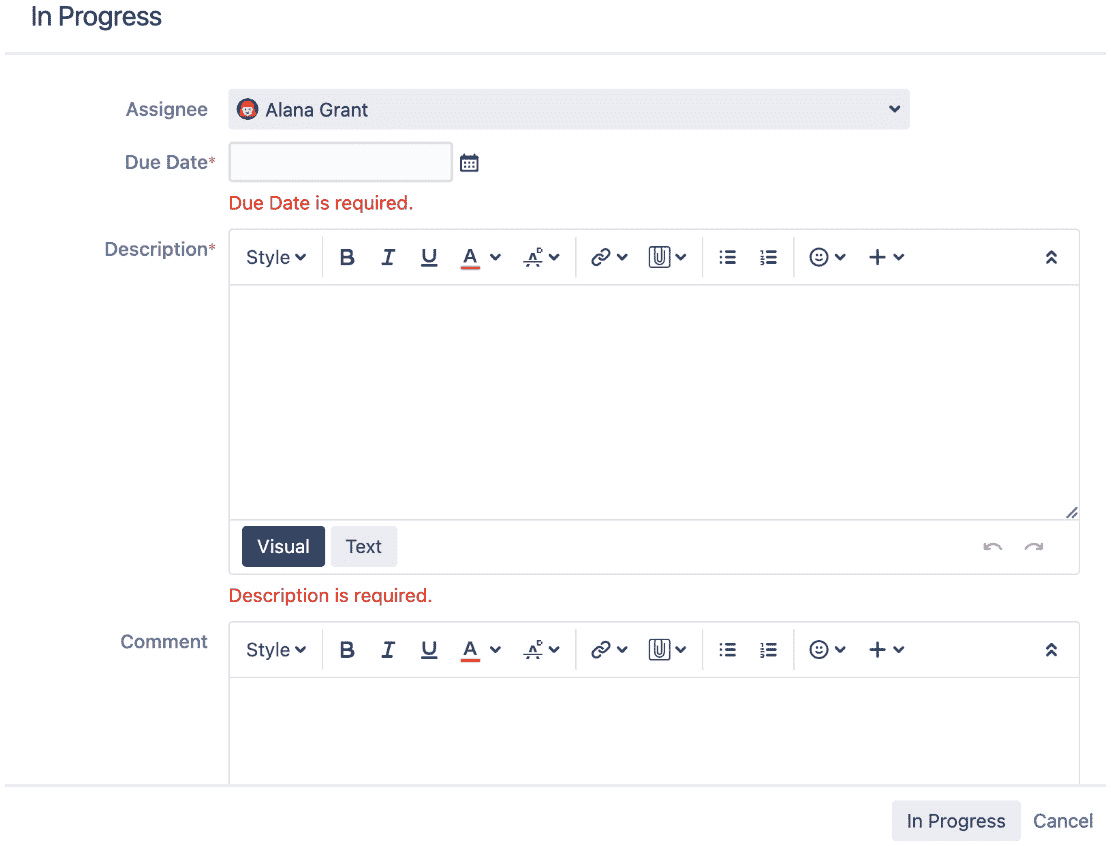 In Progress
Assignee Alana Grant
Due Date*
Due Date is required.
Description* Style B I U A
Visual Text
Description is required.
Comment Style B I U A
In Progress Cancel